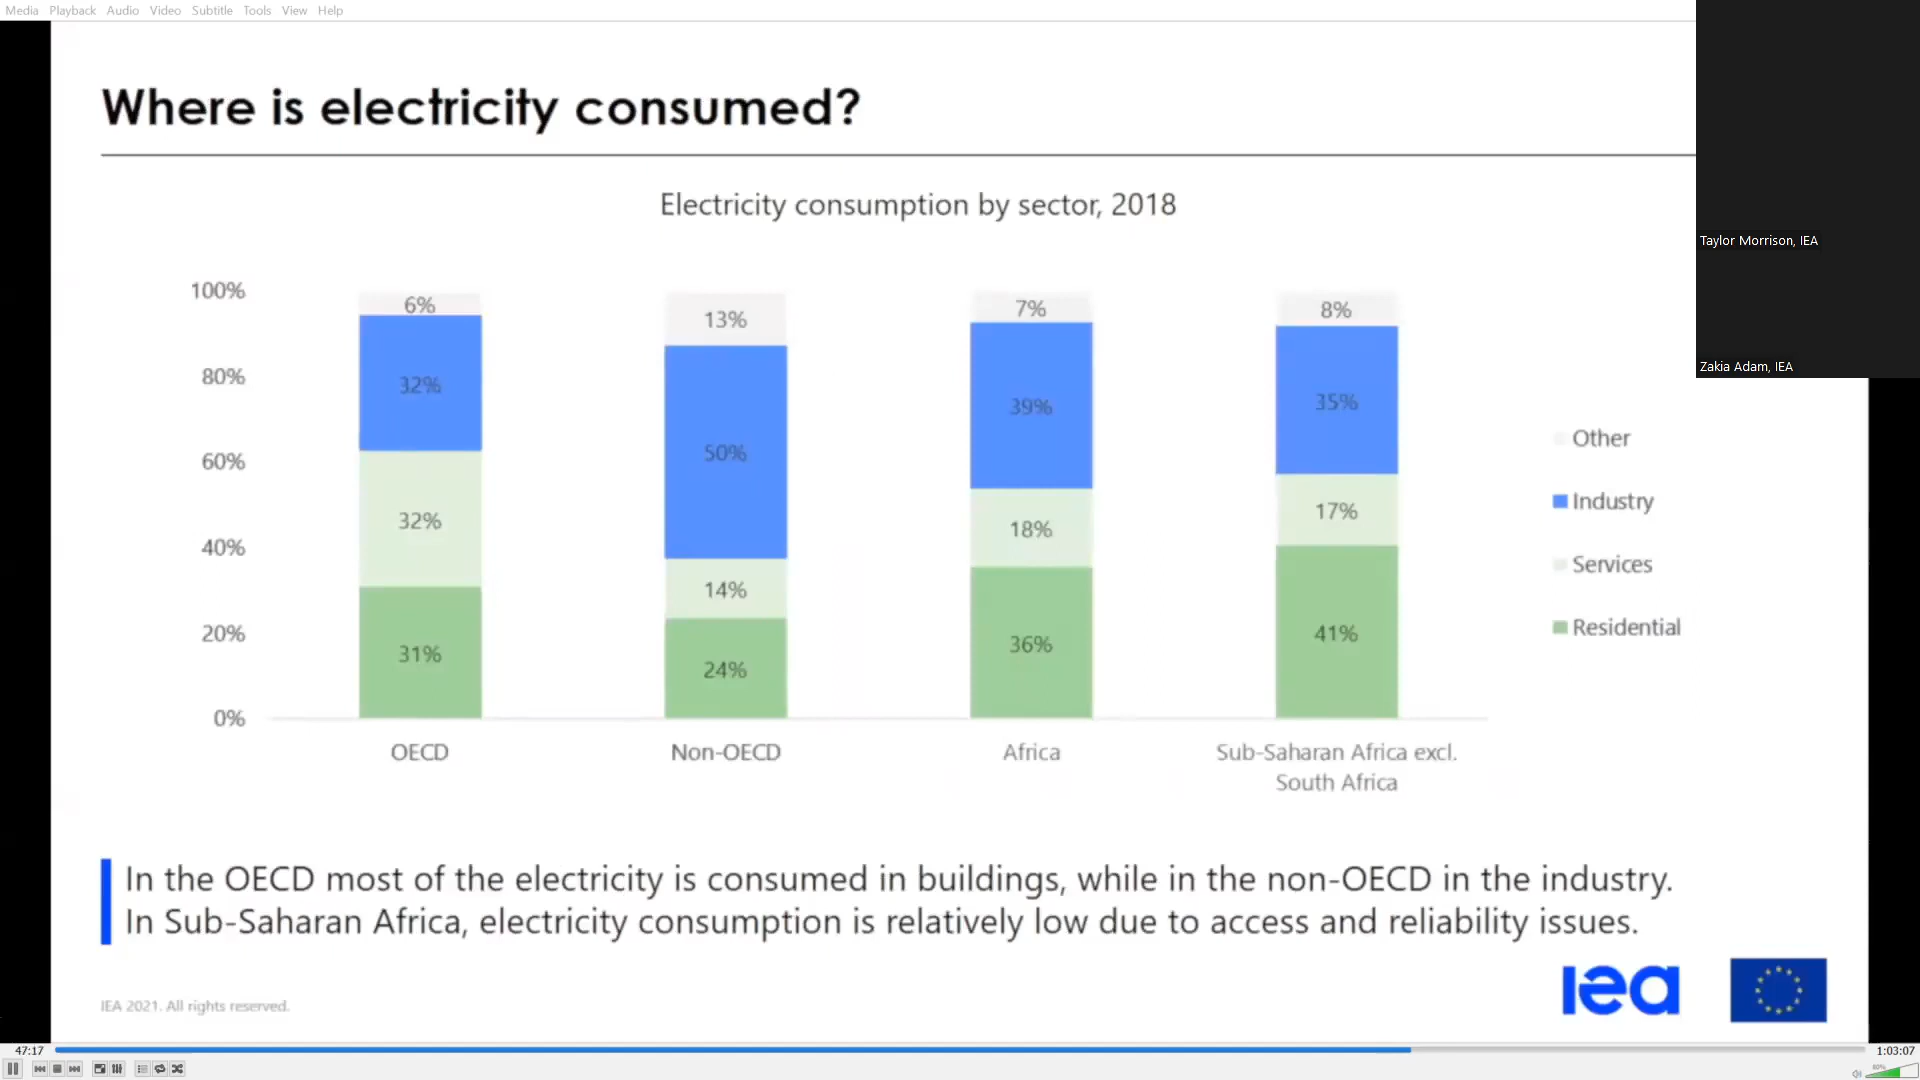 Media Playback Audio Video Subtitle Tools View Help
Where is electricity consumed?
Electricity consumption by sector, 2018
Taylor Morrison, IEA
Zakia Adam, IEA
100%
80%
60%
40%
20%
0%
6%
32%
32%
31%
13%
50%
14%
24%
7%
39%
18%
36%
8%
35%
17%
41%
OECD
Non-OECD
Africa
Sub-Saharan Africa excl.
South Africa
Other
Industry
Services
Residential
In the OECD most of the electricity is consumed in buildings, while in the non-OECD in the industry.
In Sub-Saharan Africa, electricity consumption is relatively low due to access and reliability issues.
IEA 2021. All rights reserved.
iea
47:17
1:03:07
80%